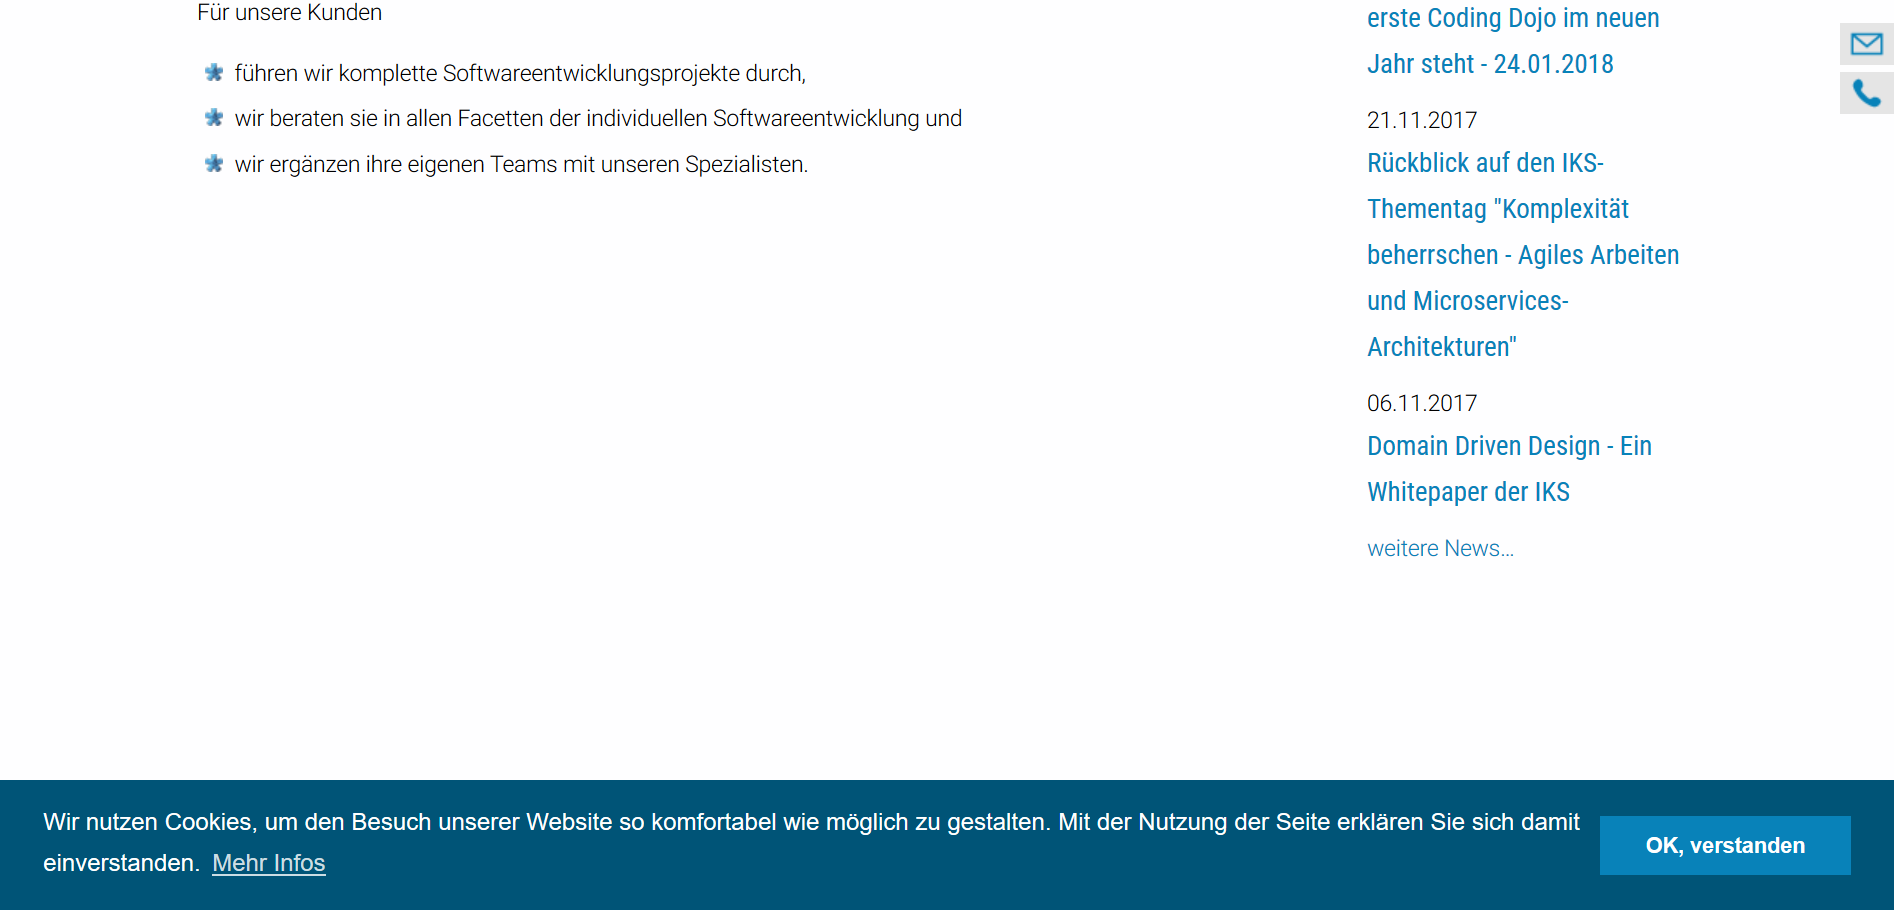 Für unsere Kunden
führen wir komplette Softwareentwicklungsprojekte durch,
wir beraten sie in allen Facetten der individuellen Softwareentwicklung und
wir ergänzen ihre eigenen Teams mit unseren Spezialisten.
erste Coding Dojo im neuen
Jahr steht - 24.01.2018
21.11.2017
Rückblick auf den IKS-
Thementag "Komplexität
beherrschen - Agiles Arbeiten
und Microservices-
Architekturen"
06.11.2017
Domain Driven Design - Ein
Whitepaper der IKS
weitere News...
Wir nutzen Cookies, um den Besuch unserer Website so komfortabel wie möglich zu gestalten. Mit der Nutzung der Seite erklären Sie sich damit
einverstanden. Mehr Infos
OK, verstanden